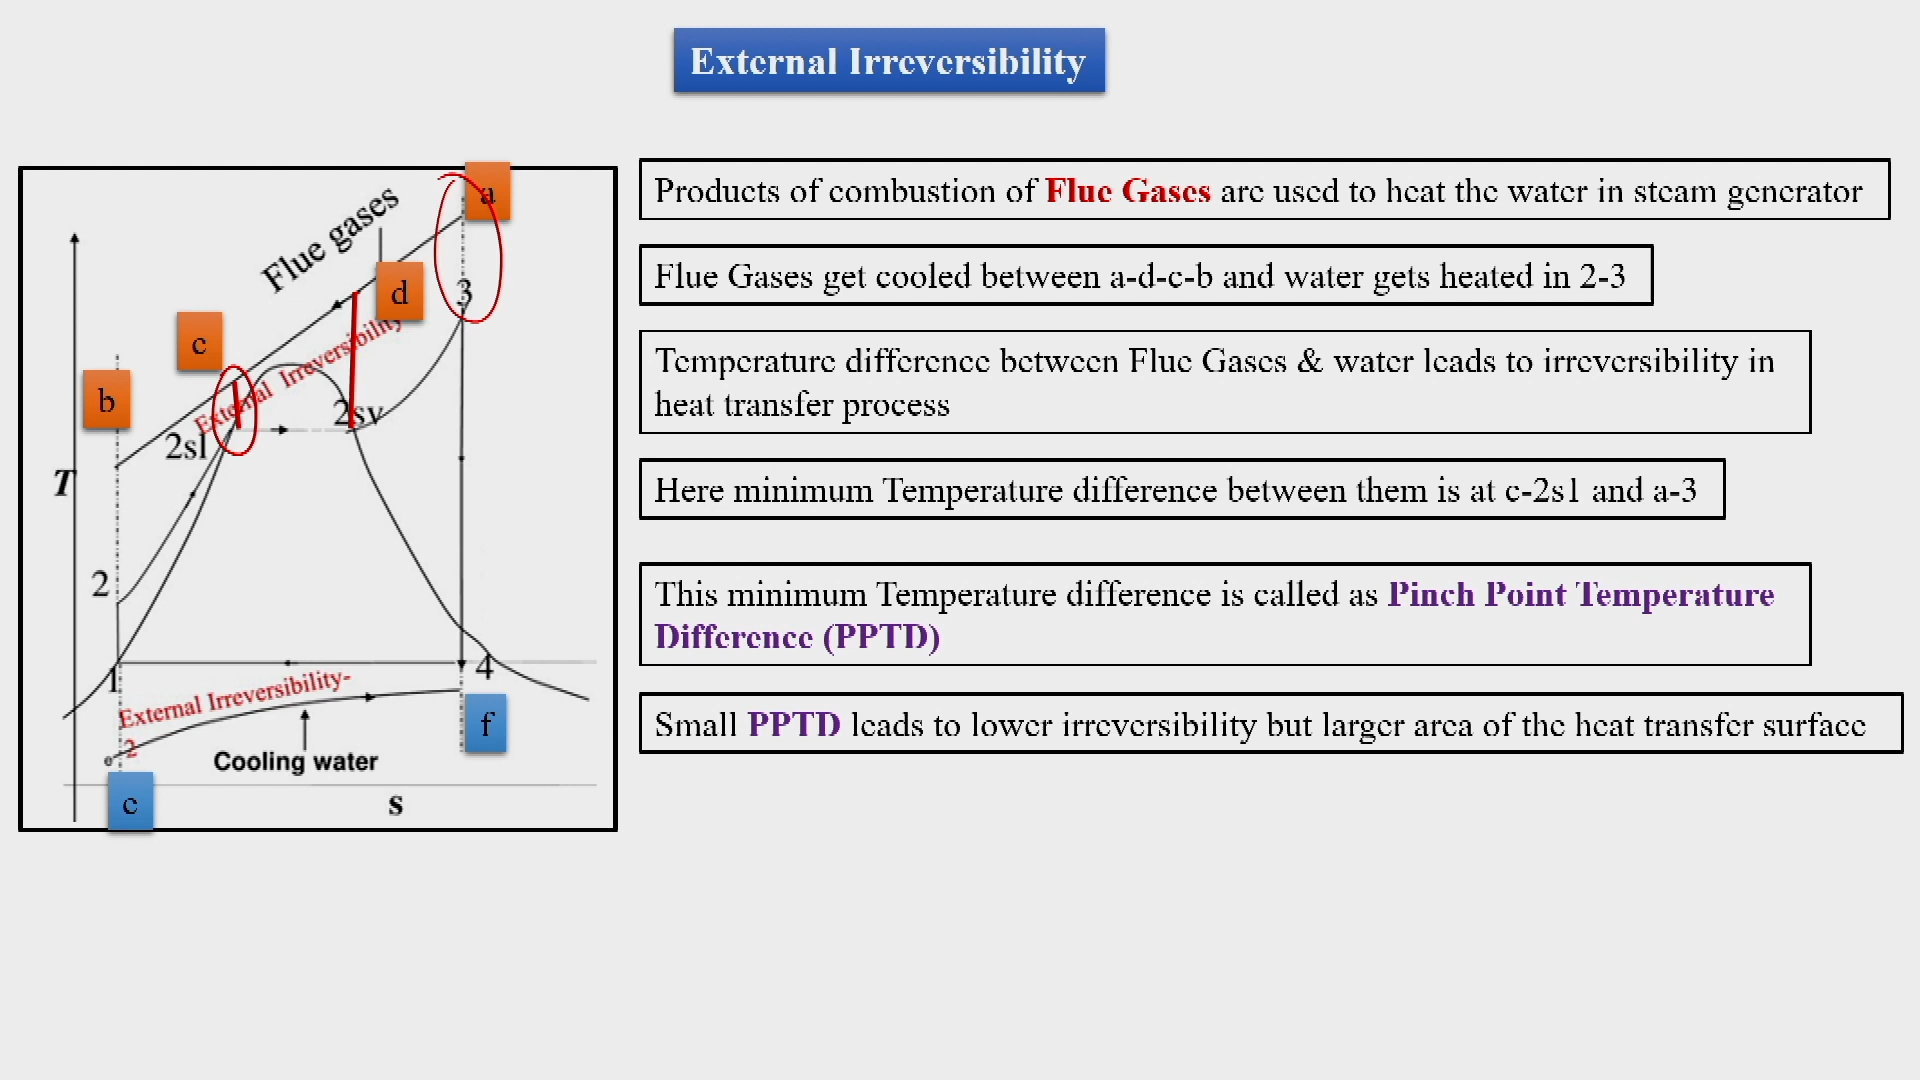 External Irreversibility
a
Flue gases
d
3
c
External Irreversibility
b
2sv
2sl
T
2
1
4
External Irreversibility-
2
f
Cooling water
e
s
Products of combustion of Flue Gases are used to heat the water in steam generator
Flue Gases get cooled between a-d-c-b and water gets heated in 2-3
Temperature difference between Flue Gases & water leads to irreversibility in
heat transfer process
Here minimum Temperature difference between them is at c-2s1 and a-3
This minimum Temperature difference is called as Pinch Point Temperature
Difference (PPTD)
Small PPTD leads to lower irreversibility but larger area of the heat transfer surface